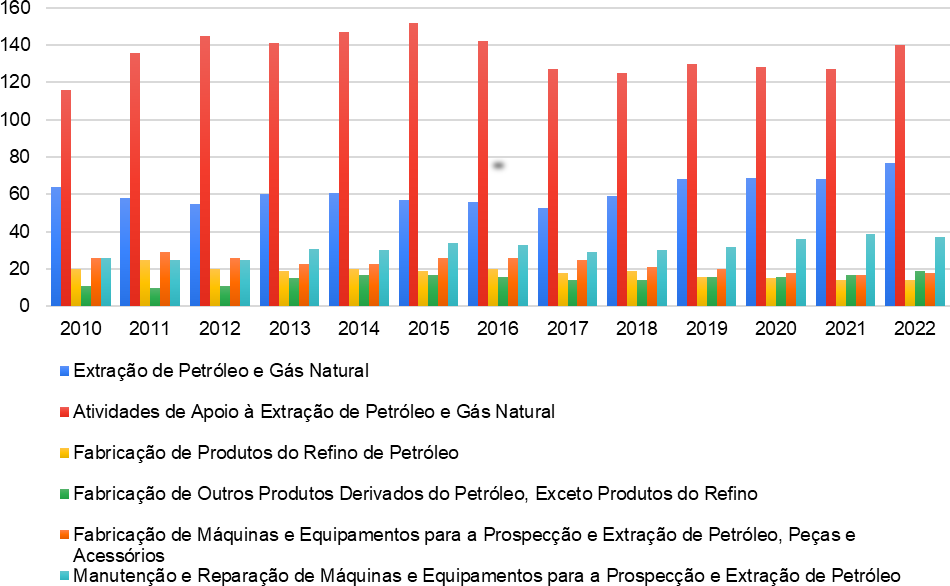 160
140
120
100
80
60
40
20
0
2010 2011 2012 2013 2014 2015 2016 2017 2018 2019 2020 2021 2022
Extração de Petróleo e Gás Natural
Atividades de Apoio à Extração de Petróleo e Gás Natural
Fabricação de Produtos do Refino de Petróleo
Fabricação de Outros Produtos Derivados do Petróleo, Exceto Produtos do Refino
Fabricação de Máquinas e Equipamentos para a Prospecção e Extração de Petróleo, Peças e
Acessórios
Manutenção e Reparação de Máquinas e Equipamentos para a Prospecção e Extração de Petróleo